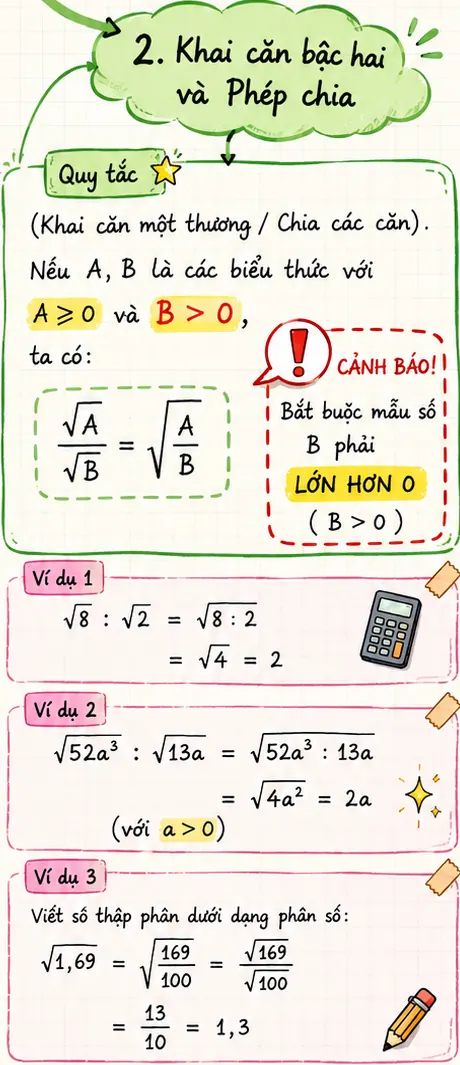 2. Khai căn bậc hai
và Phép chia
Quy tắc
(Khai căn một thương / Chia các căn).
Nếu A, B là các biểu thức với
A ⩾ 0 và B > 0,
ta có:
√A / √B = √(A / B)
!
CẢNH BÁO!
Bắt buộc mẫu số
B phải
LỚN HƠN 0
( B > 0 )
Ví dụ 1
√8 : √2 = √(8 : 2)
= √4 = 2
Ví dụ 2
√(52a³) : √(13a) = √(52a³ : 13a)
= √(4a²) = 2a
(với a > 0)
Ví dụ 3
Viết số thập phân dưới dạng phân số:
√(1,69) = √(169 / 100) = √169 / √100
= 13 / 10 = 1,3